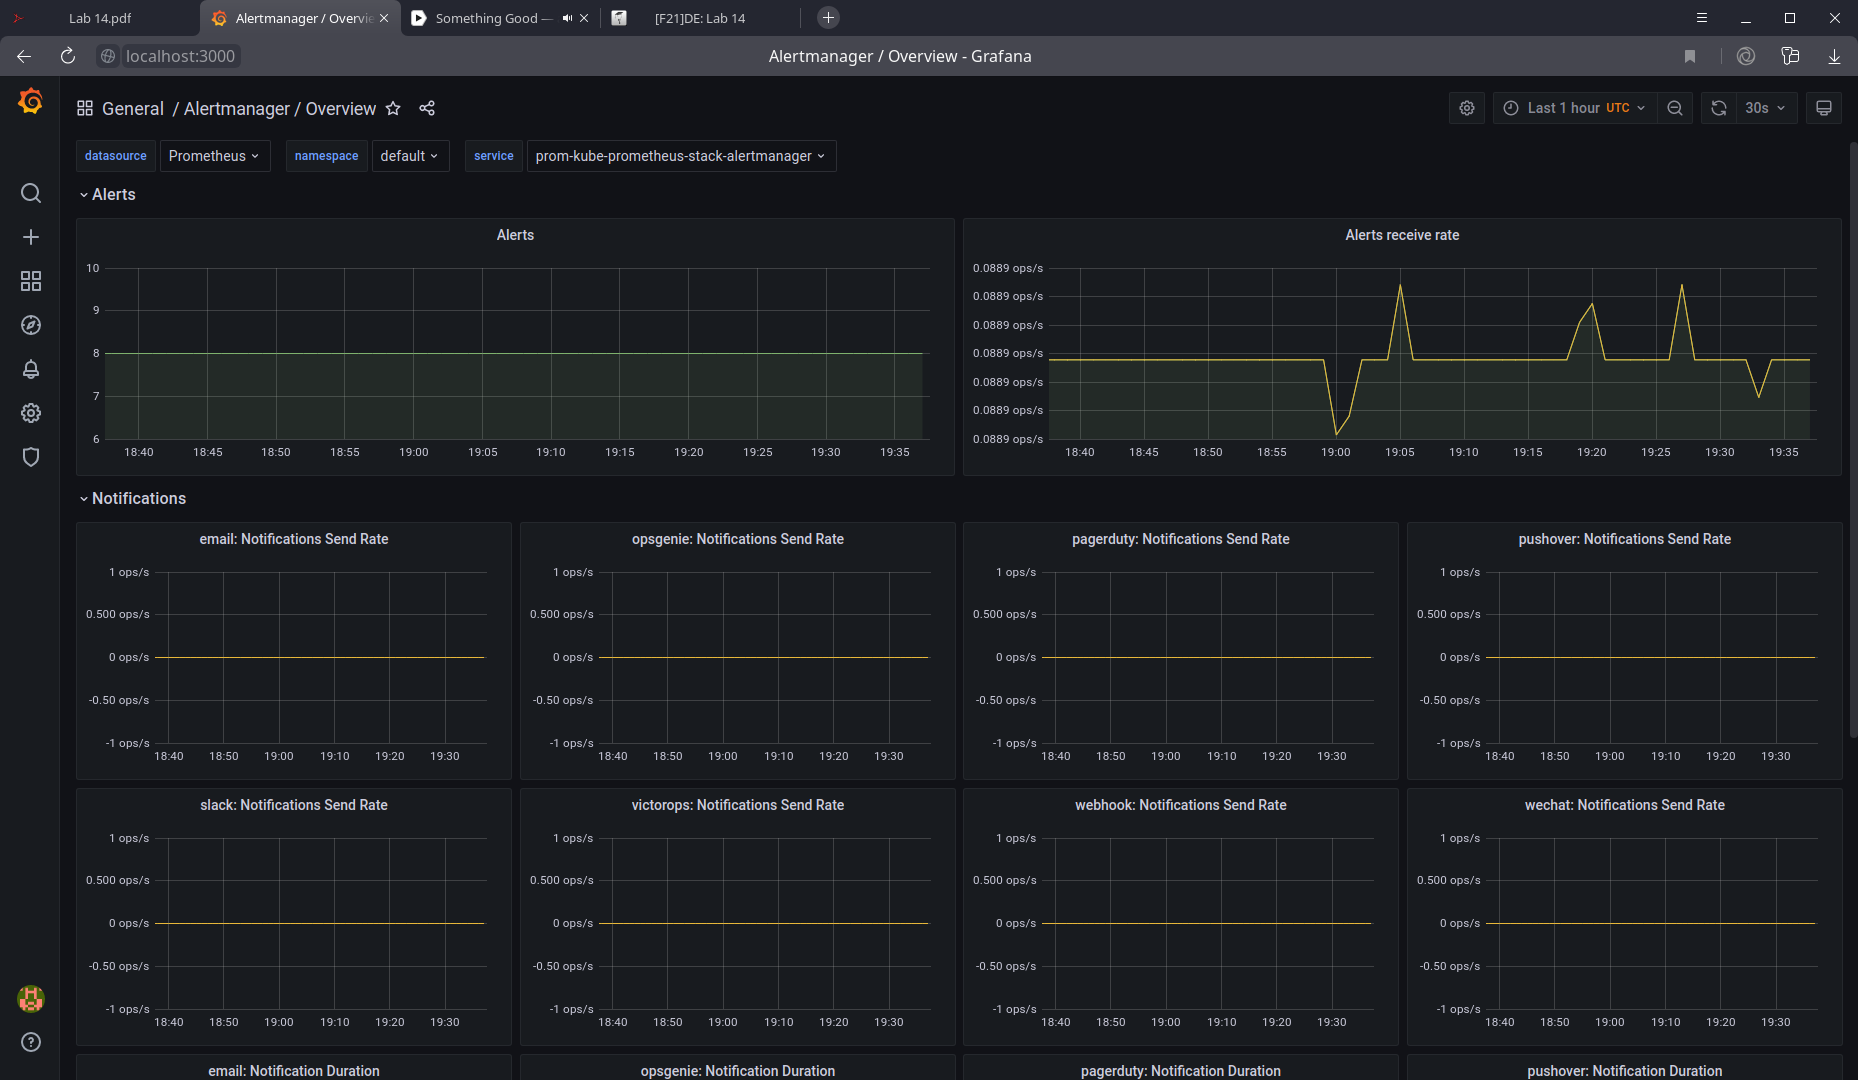 Lab 14.pdf
Alertmanager / Overvie
Something Good —
[F21]DE: Lab 14
localhost:3000
Alertmanager / Overview - Grafana
General / Alertmanager / Overview
Last 1 hour UTC
30s
datasource Prometheus namespace default service prom-kube-prometheus-stack-alertmanager
Alerts
Alerts
10
9
8
7
6
18:40 18:45 18:50 18:55 19:00 19:05 19:10 19:15 19:20 19:25 19:30 19:35
Alerts receive rate
0.0889 ops/s
0.0889 ops/s
0.0889 ops/s
0.0889 ops/s
0.0889 ops/s
0.0889 ops/s
0.0889 ops/s
18:40 18:45 18:50 18:55 19:00 19:05 19:10 19:15 19:20 19:25 19:30 19:35
Notifications
email: Notifications Send Rate
1 ops/s
0.500 ops/s
0 ops/s
-0.50 ops/s
-1 ops/s
18:40 18:50 19:00 19:10 19:20 19:30
opsgenie: Notifications Send Rate
1 ops/s
0.500 ops/s
0 ops/s
-0.50 ops/s
-1 ops/s
18:40 18:50 19:00 19:10 19:20 19:30
pagerduty: Notifications Send Rate
1 ops/s
0.500 ops/s
0 ops/s
-0.50 ops/s
-1 ops/s
18:40 18:50 19:00 19:10 19:20 19:30
pushover: Notifications Send Rate
1 ops/s
0.500 ops/s
0 ops/s
-0.50 ops/s
-1 ops/s
18:40 18:50 19:00 19:10 19:20 19:30
slack: Notifications Send Rate
1 ops/s
0.500 ops/s
0 ops/s
-0.50 ops/s
-1 ops/s
18:40 18:50 19:00 19:10 19:20 19:30
victorops: Notifications Send Rate
1 ops/s
0.500 ops/s
0 ops/s
-0.50 ops/s
-1 ops/s
18:40 18:50 19:00 19:10 19:20 19:30
webhook: Notifications Send Rate
1 ops/s
0.500 ops/s
0 ops/s
-0.50 ops/s
-1 ops/s
18:40 18:50 19:00 19:10 19:20 19:30
wechat: Notifications Send Rate
1 ops/s
0.500 ops/s
0 ops/s
-0.50 ops/s
-1 ops/s
18:40 18:50 19:00 19:10 19:20 19:30
email: Notification Duration
opsgenie: Notification Duration
pagerduty: Notification Duration
pushover: Notification Duration